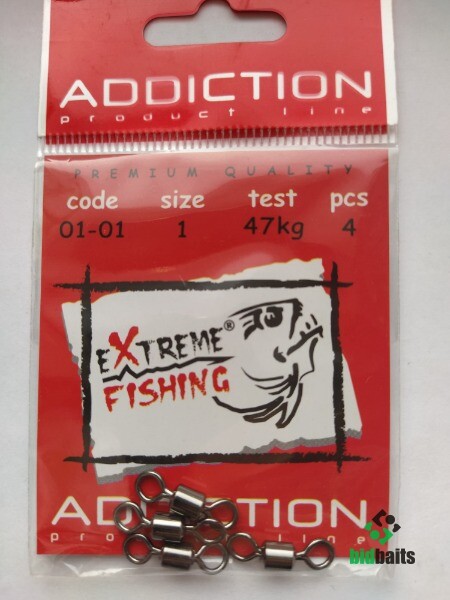 ADDICTION
product line
PREMIUM QUALITY
code size test pcs
01-01 1 47kg 4
eXTREME®
FISHING
ADDICTION
product line
bidbaits